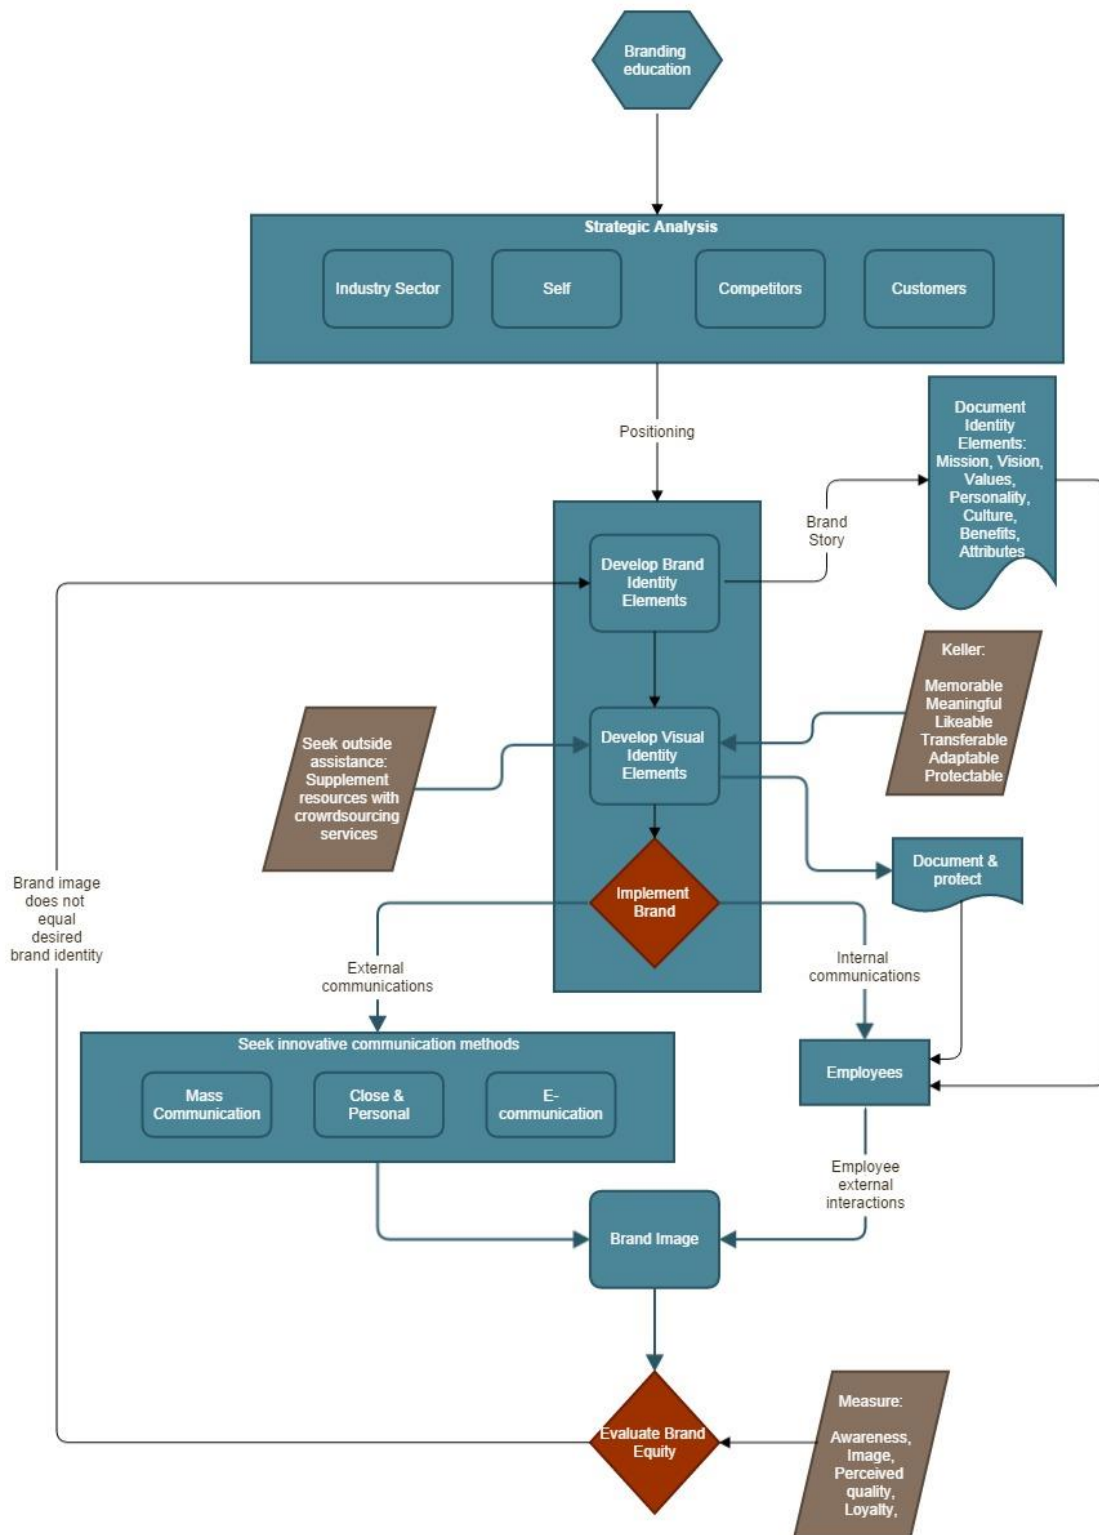 Branding
education
Strategic Analysis
Industry Sector
Self
Competitors
Customers
Positioning
Document
Identity
Elements:
Mission, Vision,
Values,
Personality,
Culture,
Benefits,
Attributes
Brand
Story
Develop Brand
Identity
Elements
Keller:
Memorable
Meaningful
Likeable
Transferable
Adaptable
Protectable
Seek outside
assistance:
Supplement
resources with
crowrdsourcing
services
Develop Visual
Identity
Elements
Document &
protect
Implement
Brand
Brand image
does not
equal
desired
brand identity
External
communications
Internal
communications
Seek innovative communication methods
Mass
Communication
Close &
Personal
E-
communication
Employees
Employee
external
interactions
Brand Image
Evaluate Brand
Equity
Measure:
Awareness,
Image,
Perceived
quality,
Loyalty,